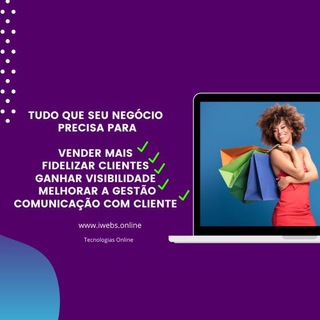 TUDO QUE SEU NEGÓCIO
PRECISA PARA
VENDER MAIS
FIDELIZAR CLIENTES
GANHAR VISIBILIDADE
MELHORAR A GESTÃO
COMUNICAÇÃO COM CLIENTE
www.iwebs.online
Tecnologias Online